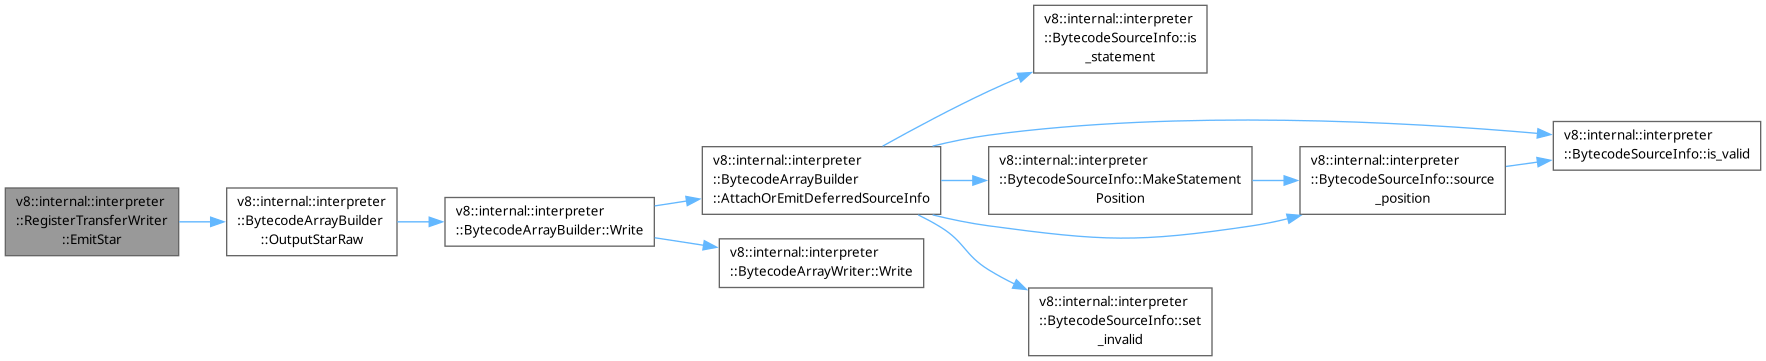 v8::internal::interpreter
::RegisterTransferWriter
::EmitStar
v8::internal::interpreter
::BytecodeArrayBuilder
::OutputStarRaw
v8::internal::interpreter
::BytecodeArrayBuilder::Write
v8::internal::interpreter
::BytecodeArrayBuilder
::AttachOrEmitDeferredSourceInfo
v8::internal::interpreter
::BytecodeArrayWriter::Write
v8::internal::interpreter
::BytecodeSourceInfo::is
_statement
v8::internal::interpreter
::BytecodeSourceInfo::MakeStatement
Position
v8::internal::interpreter
::BytecodeSourceInfo::set
_invalid
v8::internal::interpreter
::BytecodeSourceInfo::source
_position
v8::internal::interpreter
::BytecodeSourceInfo::is_valid